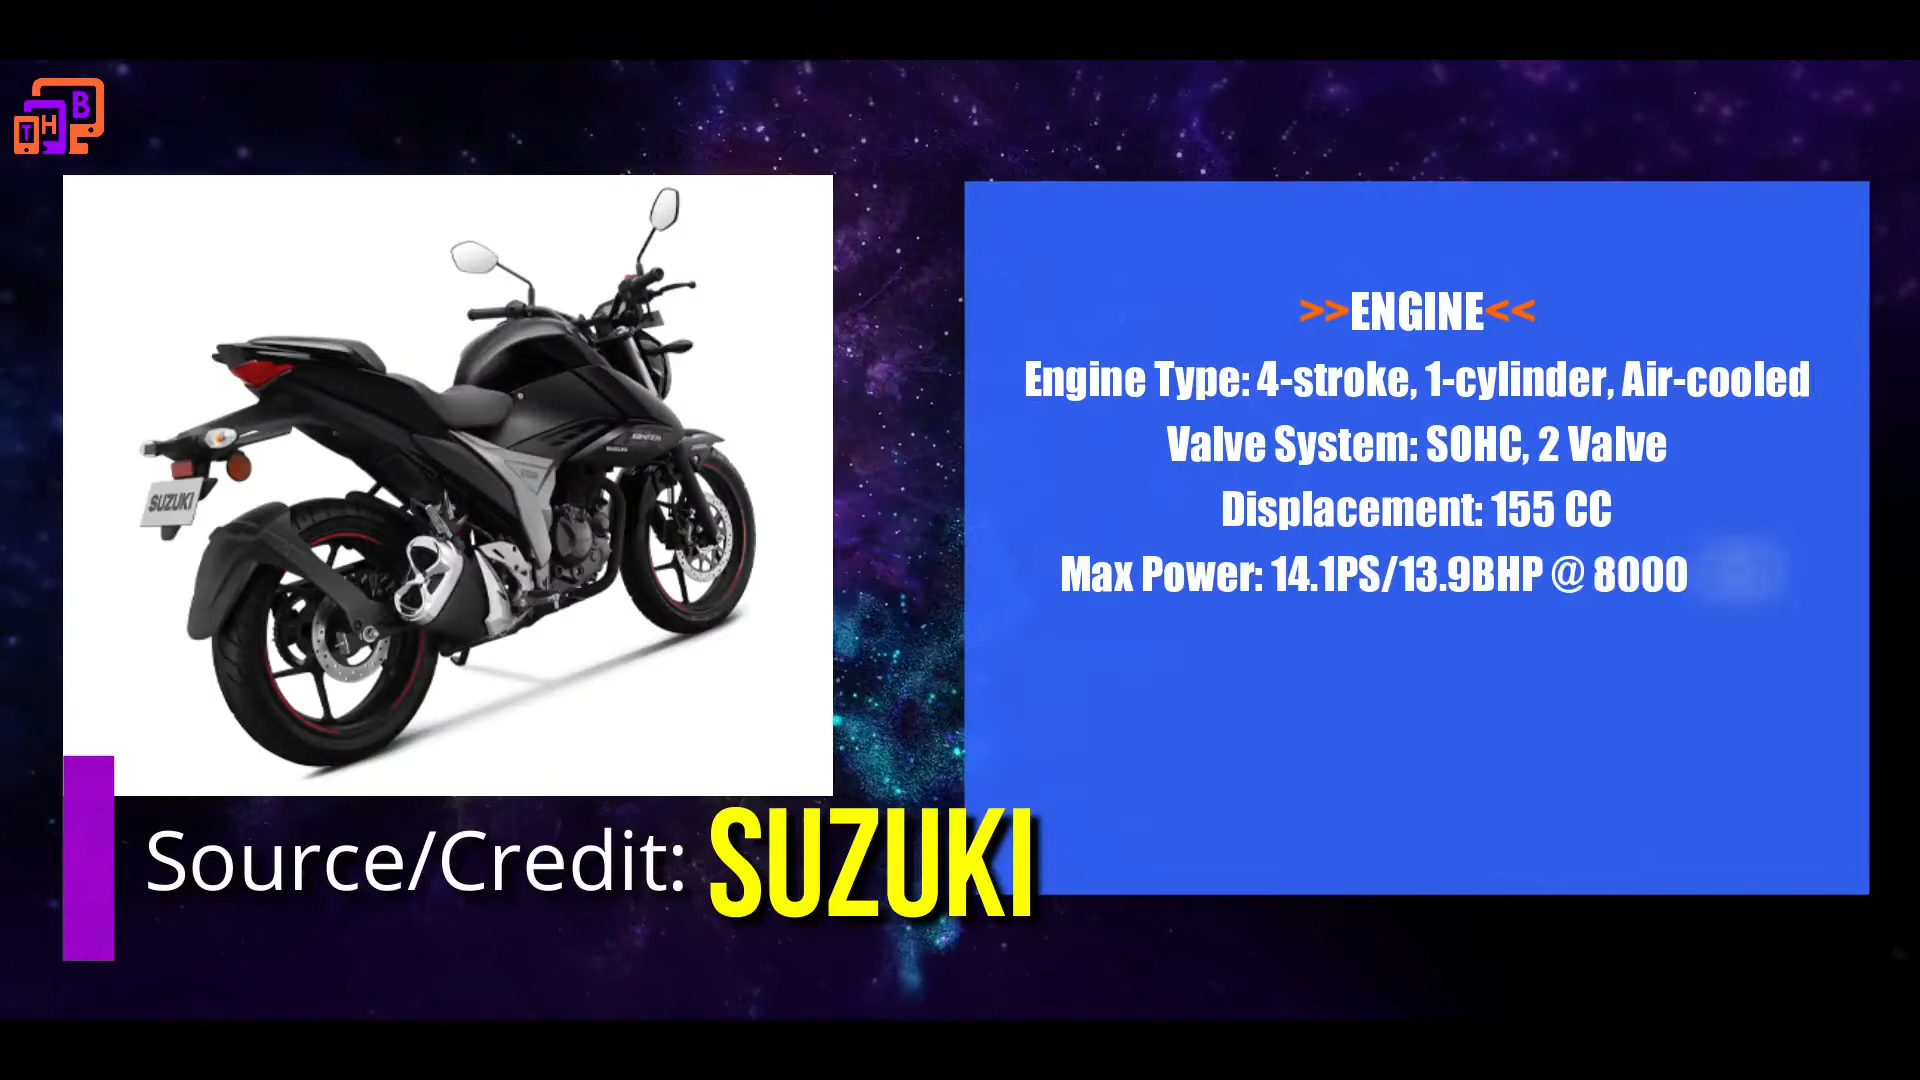 T H B
SUZUKI
>>ENGINE<<
Engine Type: 4-stroke, 1-cylinder, Air-cooled
Valve System: SOHC, 2 Valve
Displacement: 155 CC
Max Power: 14.1PS/13.9BHP @ 8000
Source/Credit: SUZUKI